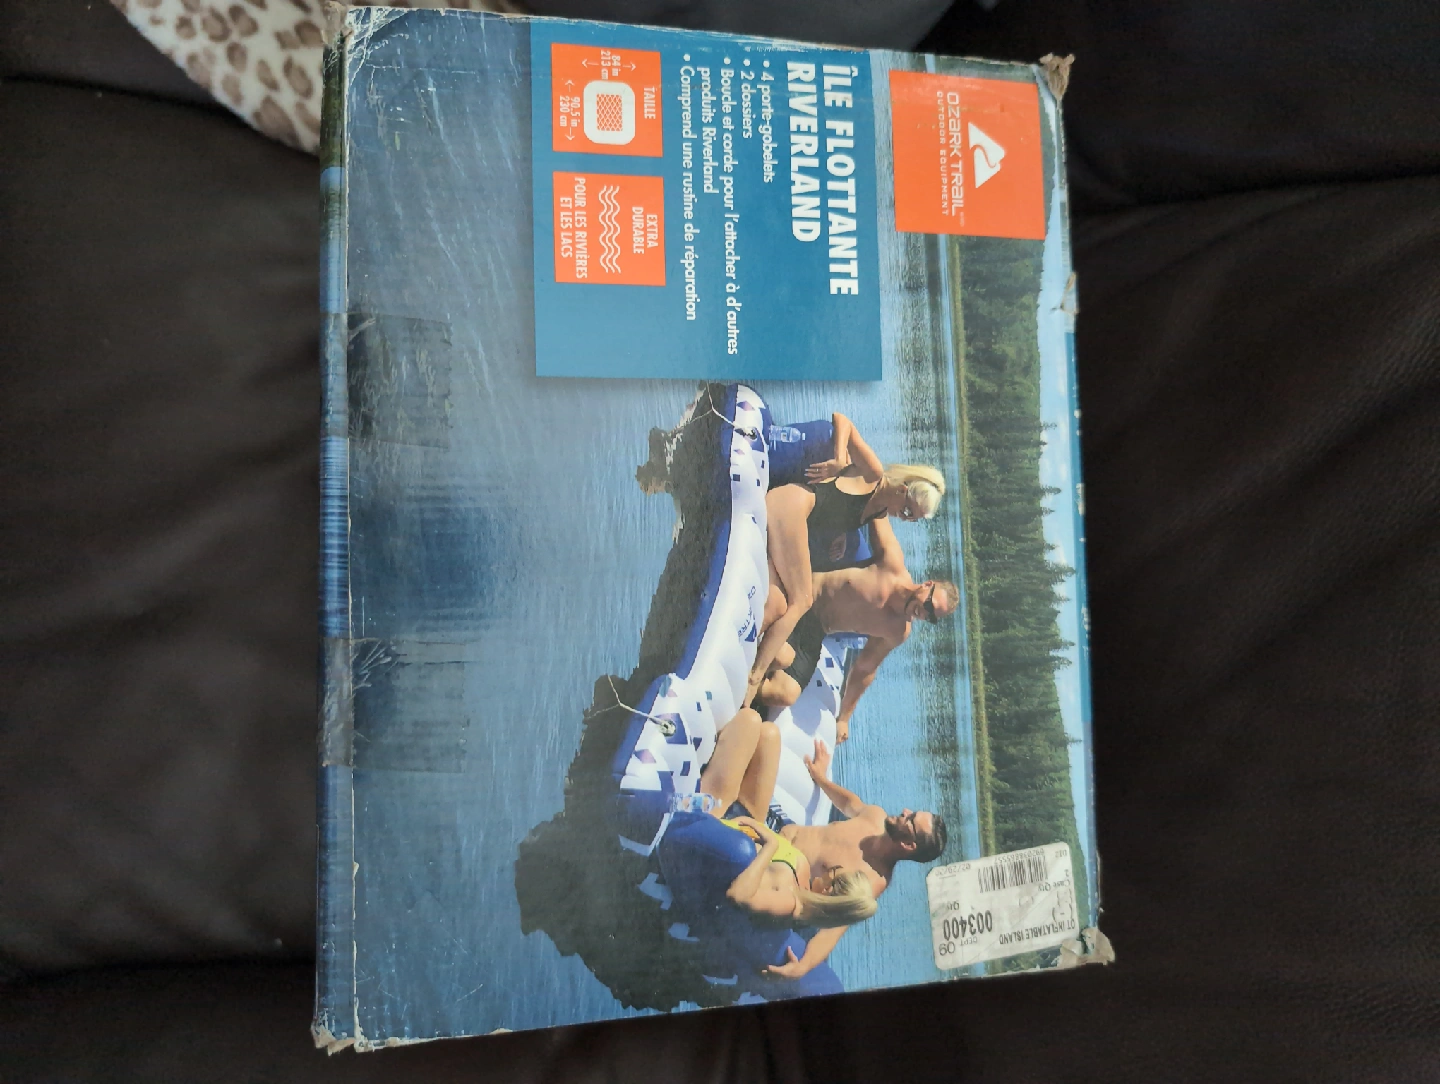 OZARK TRAIL
OUTDOOR EQUIPMENT
ÎLE FLOTTANTE
RIVERLAND
• 4 porte-gobelets
• 2 dossiers
• Boucle et corde pour l'attacher à d'autres
produits Riverland
• Comprend une rustine de réparation
TAILLE
84 in
213 cm
90,5 in
230 cm
EXTRA
DURABLE
POUR LES RIVIÈRES
ET LES LACS
OT INFLATABLE ISLAND
003400
DEPT
09
Case Qty